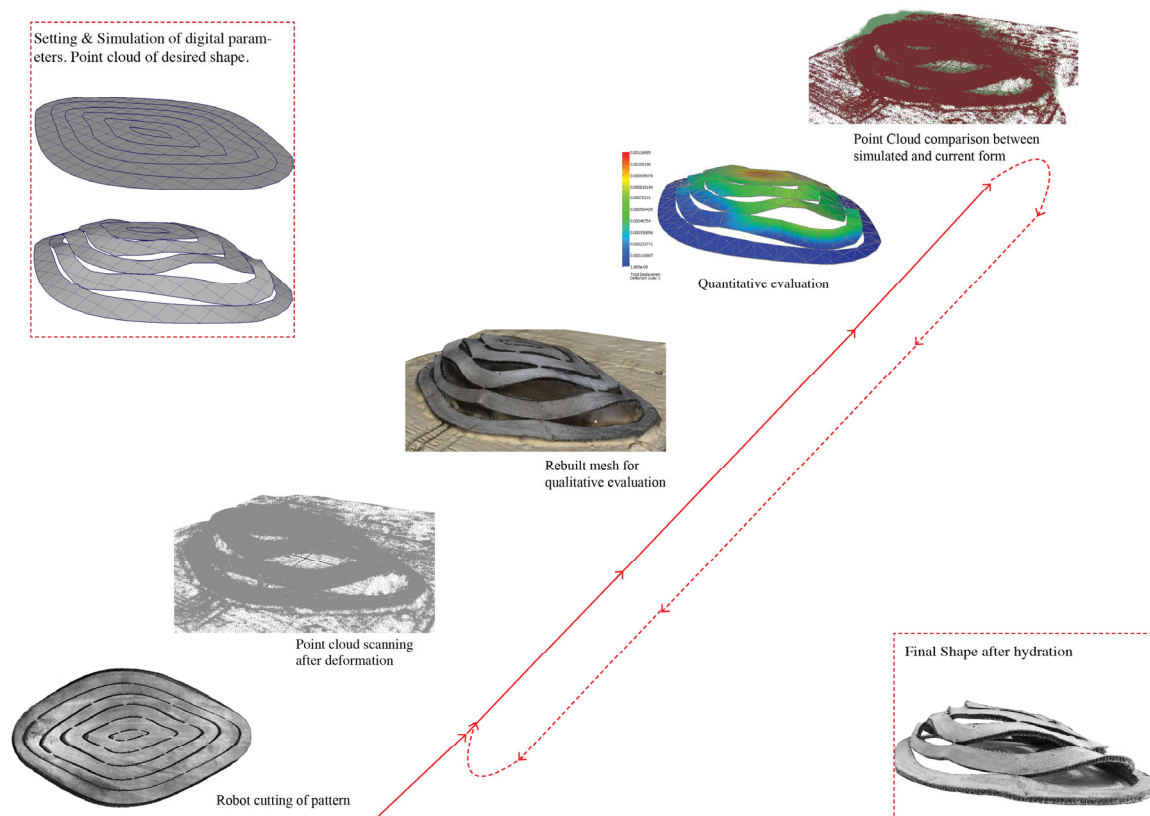 Setting & Simulation of digital param-
eters. Point cloud of desired shape.
Point Cloud comparison between
simulated and current form
Total Displacement
Quantitative evaluation
Rebuilt mesh for
qualitative evaluation
Point cloud scanning
after deformation
Final Shape after hydration
Robot cutting of pattern